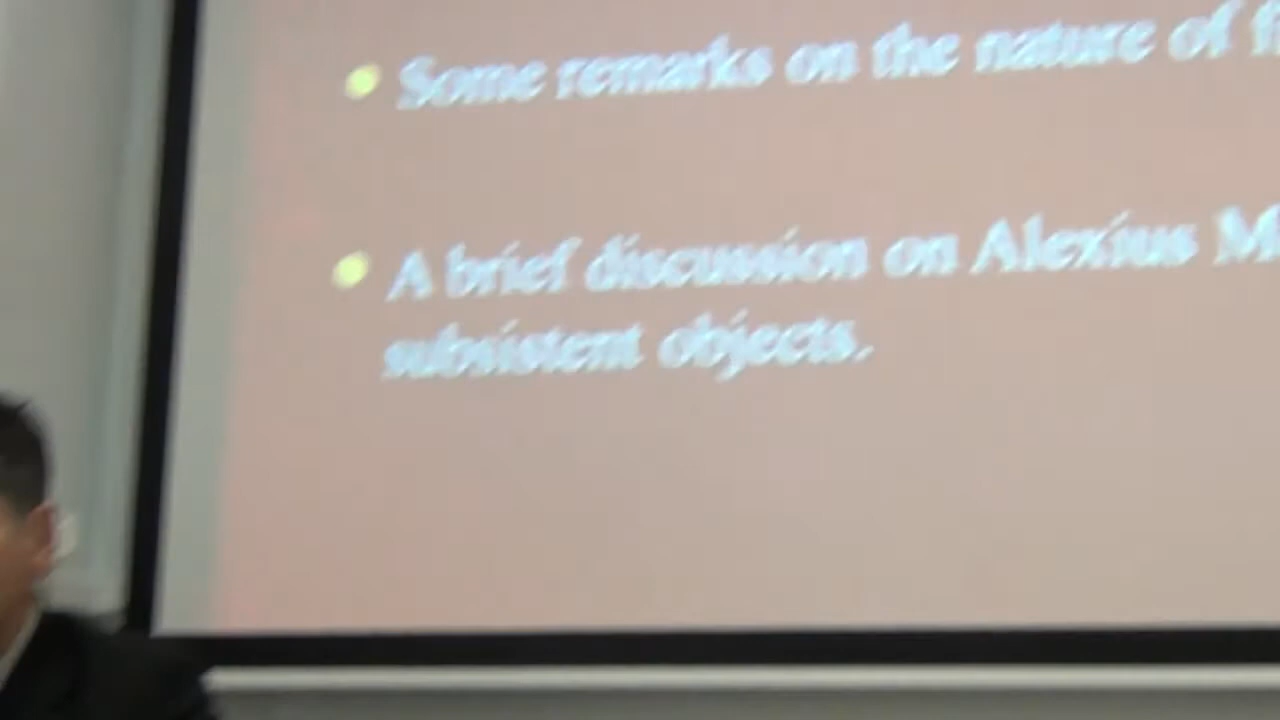 Some remarks on the nature of
A brief discussion on Alexius
subsistent objects.